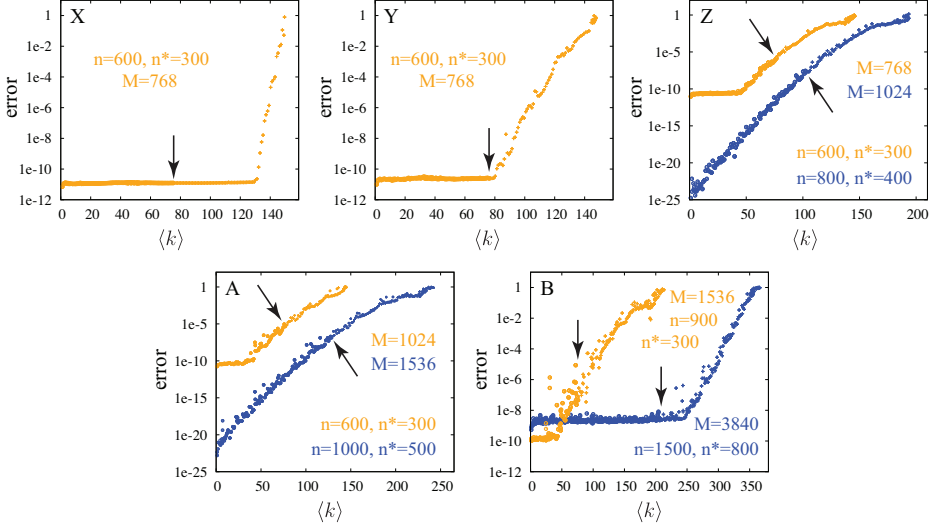 X
error
1
1e-2
1e-4
1e-6
1e-8
1e-10
1e-12
n=600, n*=300
M=768
0 20 40 60 80 100 120 140 160
⟨k⟩
Y
error
1
1e-2
1e-4
1e-6
1e-8
1e-10
1e-12
n=600, n*=300
M=768
0 20 40 60 80 100 120 140 160
⟨k⟩
Z
error
1
1e-5
1e-10
1e-15
1e-20
1e-25
M=768
M=1024
n=600, n*=300
n=800, n*=400
0 50 100 150 200
⟨k⟩
A
error
1
1e-5
1e-10
1e-15
1e-20
1e-25
M=1024
M=1536
n=600, n*=300
n=1000, n*=500
0 50 100 150 200 250
⟨k⟩
B
error
1
1e-2
1e-4
1e-6
1e-8
1e-10
1e-12
M=1536
n=900
n*=300
M=3840
n=1500, n*=800
0 50 100 150 200 250 300 350
⟨k⟩